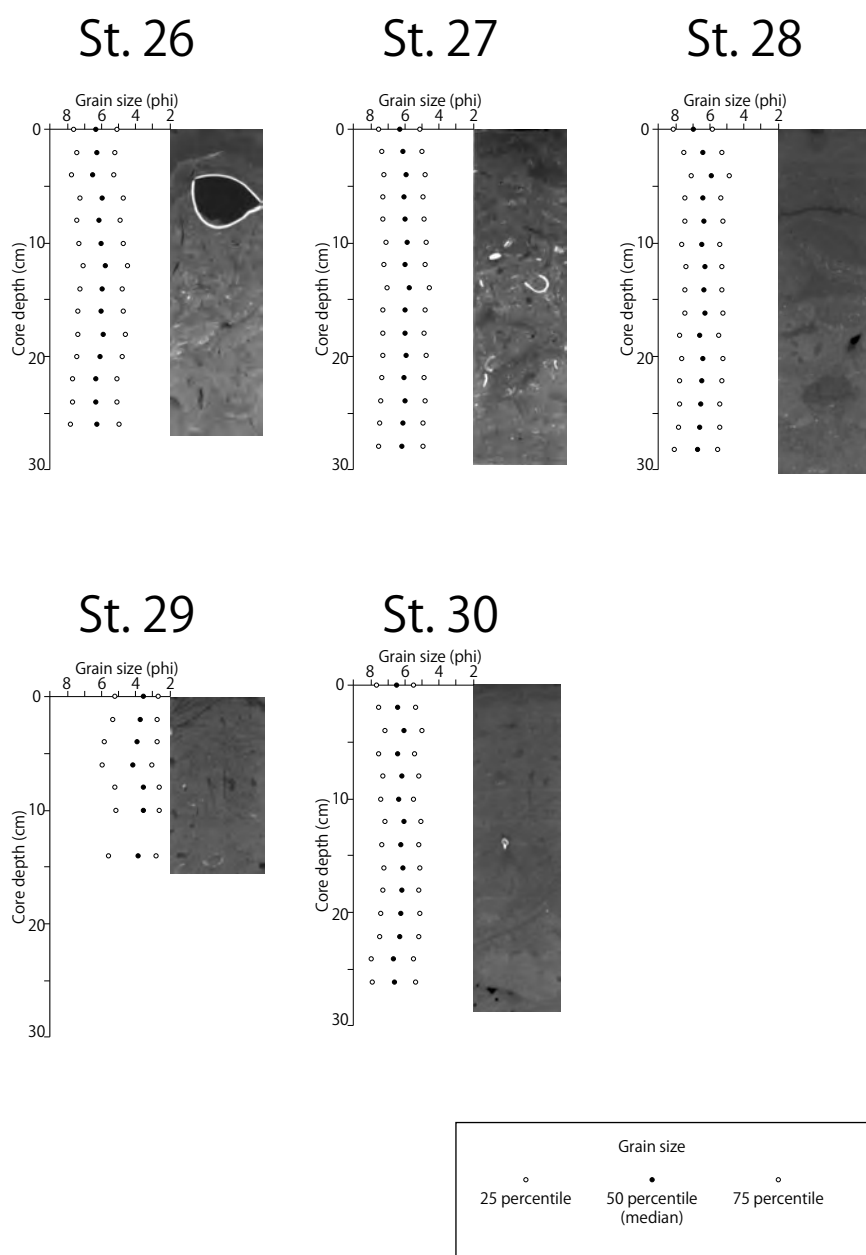 St. 26
Grain size (phi)
8 6 4 2
0
10
20
30
Core depth (cm)
St. 27
Grain size (phi)
8 6 4 2
0
10
20
30
Core depth (cm)
St. 28
Grain size (phi)
8 6 4 2
0
10
20
30
Core depth (cm)
St. 29
Grain size (phi)
8 6 4 2
0
10
20
30
Core depth (cm)
St. 30
Grain size (phi)
8 6 4 2
0
10
20
30
Core depth (cm)
Grain size
25 percentile
50 percentile
(median)
75 percentile